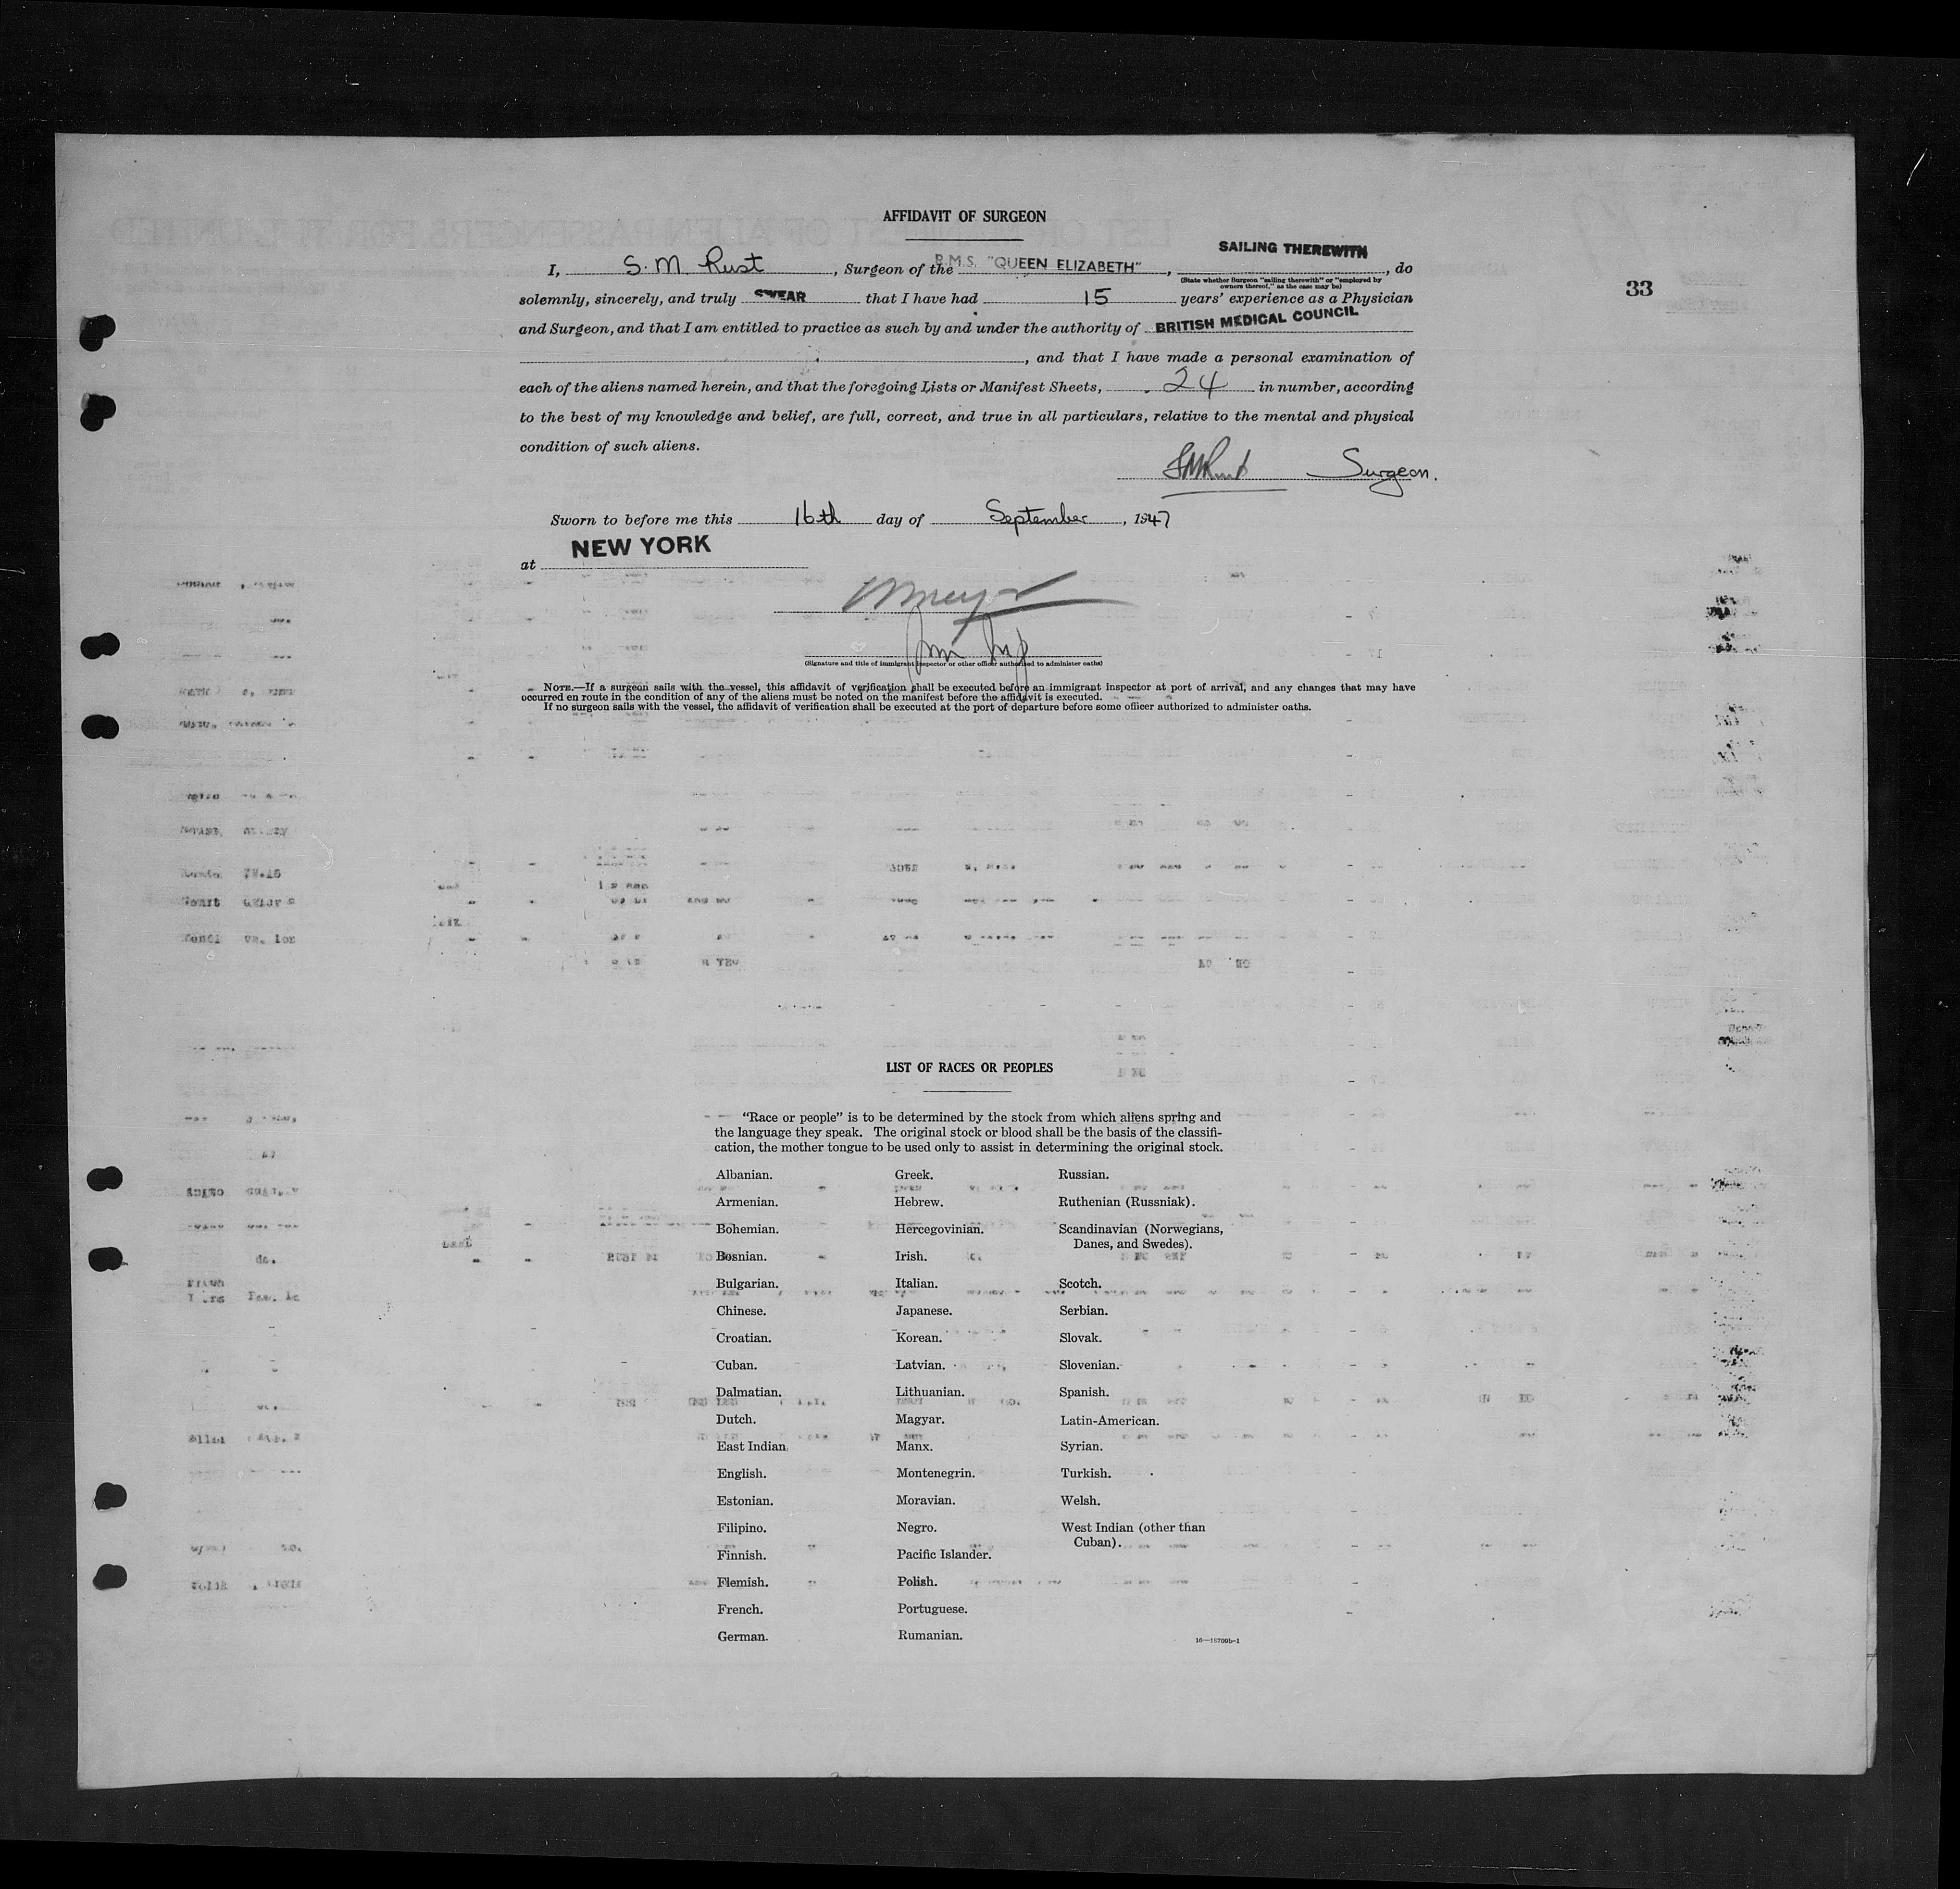 AFFIDAVIT OF SURGEON
SAILING THEREWITH
I, S. M. Rust, Surgeon of the R.M.S. "QUEEN ELIZABETH", do
(State whether Surgeon "sailing therewith" or "employed by
owners thereof," as the case may be)
33
solemnly, sincerely, and truly SWEAR that I have had 15 years' experience as a Physician
and Surgeon, and that I am entitled to practice as such by and under the authority of BRITISH MEDICAL COUNCIL
, and that I have made a personal examination of
each of the aliens named herein, and that the foregoing Lists or Manifest Sheets, 24 in number, according
to the best of my knowledge and belief, are full, correct, and true in all particulars, relative to the mental and physical
condition of such aliens.
SMRust Surgeon.
Sworn to before me this 16th day of September, 1947
at NEW YORK
(Signature and title of immigrant inspector or other officer authorized to administer oaths)
NOTE.—If a surgeon sails with the vessel, this affidavit of verification shall be executed before an immigrant inspector at port of arrival, and any changes that may have
occurred en route in the condition of any of the aliens must be noted on the manifest before the affidavit is executed.
If no surgeon sails with the vessel, the affidavit of verification shall be executed at the port of departure before some officer authorized to administer oaths.
LIST OF RACES OR PEOPLES
"Race or people" is to be determined by the stock from which aliens spring and
the language they speak. The original stock or blood shall be the basis of the classifi-
cation, the mother tongue to be used only to assist in determining the original stock.
Albanian.
Armenian.
Bohemian.
Bosnian.
Bulgarian.
Chinese.
Croatian.
Cuban.
Dalmatian.
Dutch.
East Indian.
English.
Estonian.
Filipino.
Finnish.
Flemish.
French.
German.
Greek.
Hebrew.
Hercegovinian.
Irish.
Italian.
Japanese.
Korean.
Latvian.
Lithuanian.
Magyar.
Manx.
Montenegrin.
Moravian.
Negro.
Pacific Islander.
Polish.
Portuguese.
Rumanian.
Russian.
Ruthenian (Russniak).
Scandinavian (Norwegians,
Danes, and Swedes).
Scotch.
Serbian.
Slovak.
Slovenian.
Spanish.
Latin-American.
Syrian.
Turkish.
Welsh.
West Indian (other than
Cuban).